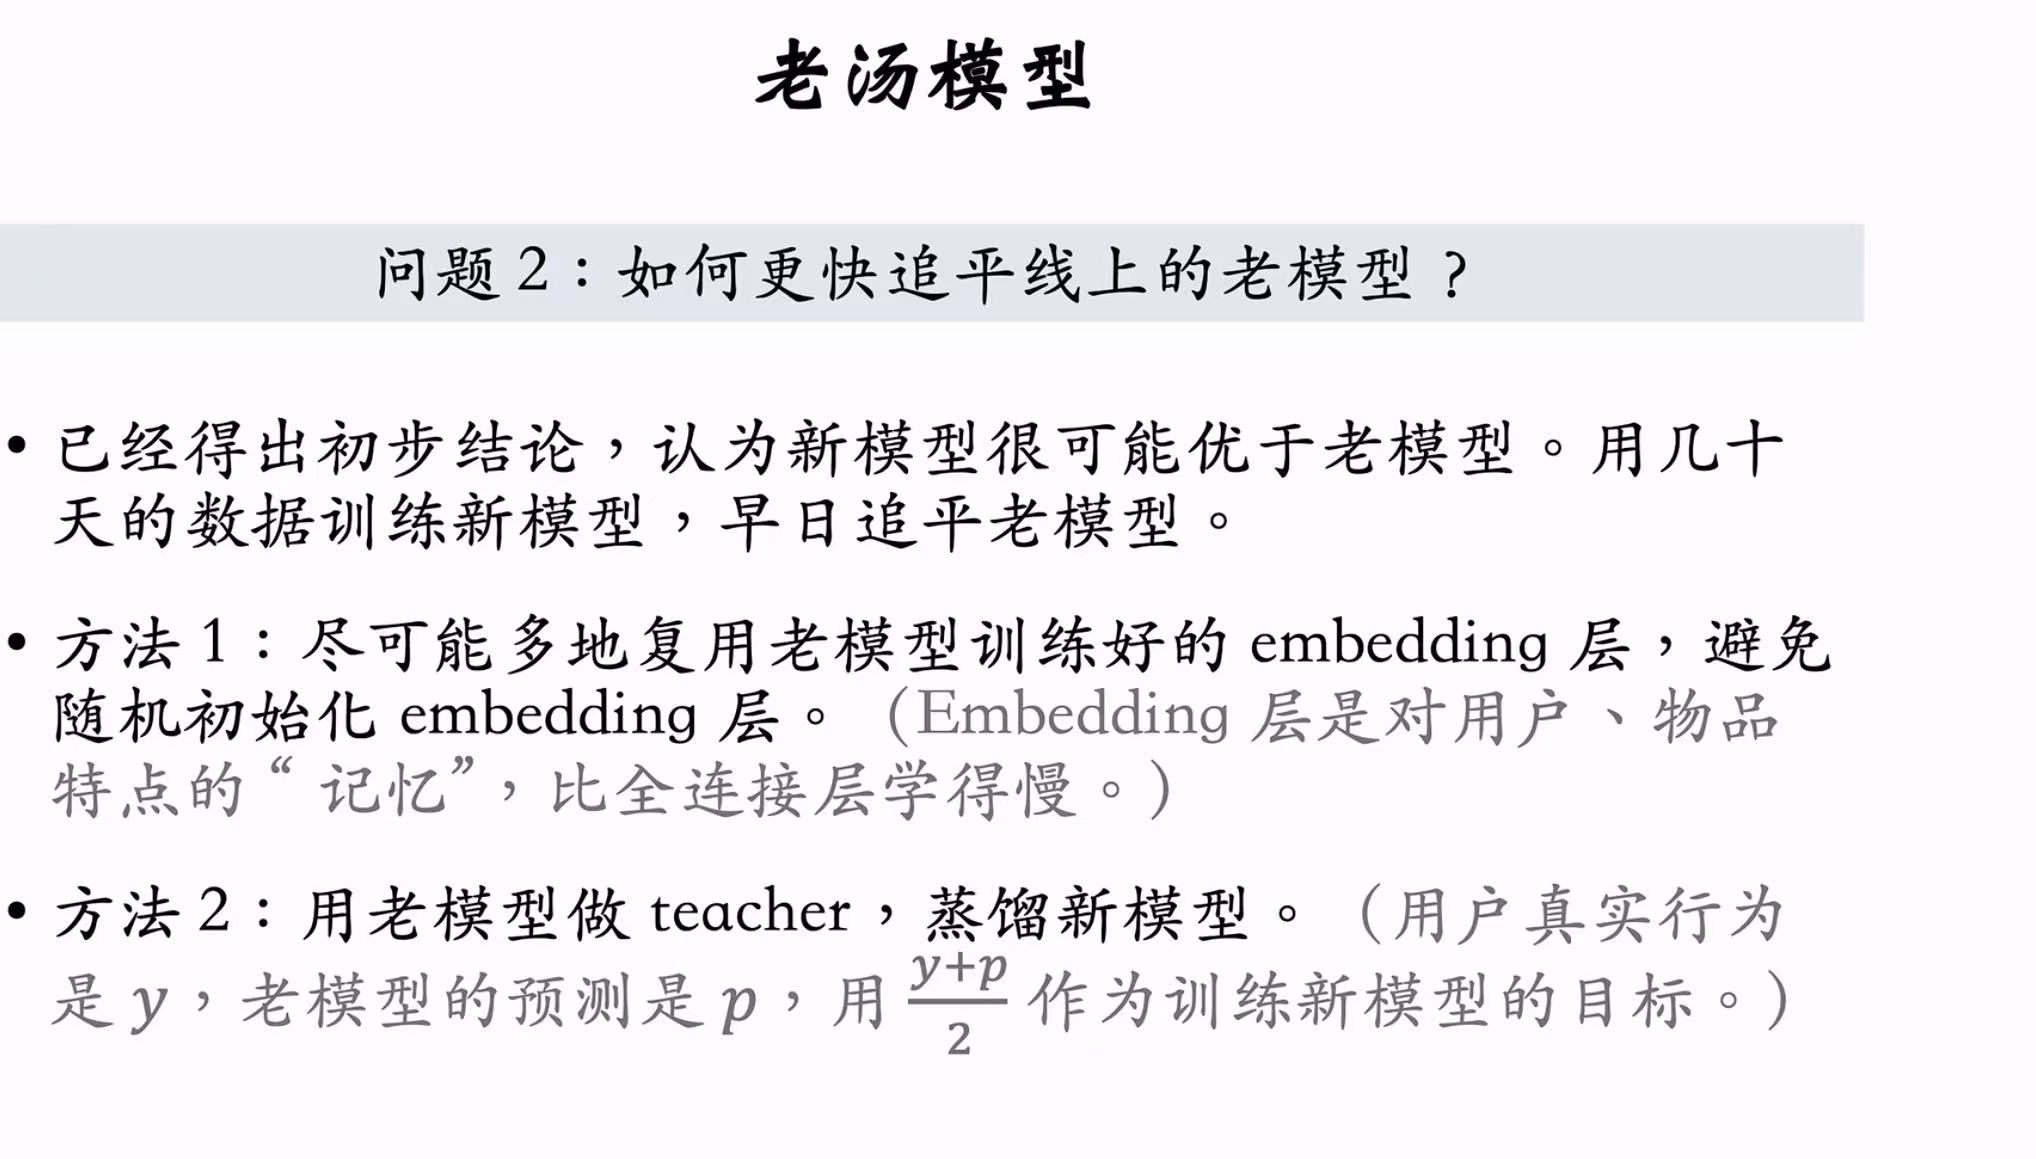 老汤模型
问题 2：如何更快追平线上的老模型？
• 已经得出初步结论，认为新模型很可能优于老模型。用几十
天的数据训练新模型，早日追平老模型。
• 方法 1：尽可能多地复用老模型训练好的 embedding 层，避免
随机初始化 embedding 层。（Embedding 层是对用户、物品
特点的“记忆”，比全连接层学得慢。）
• 方法 2：用老模型做 teacher，蒸馏新模型。（用户真实行为
是 y，老模型的预测是 p，用 \frac{y+p}{2} 作为训练新模型的目标。）